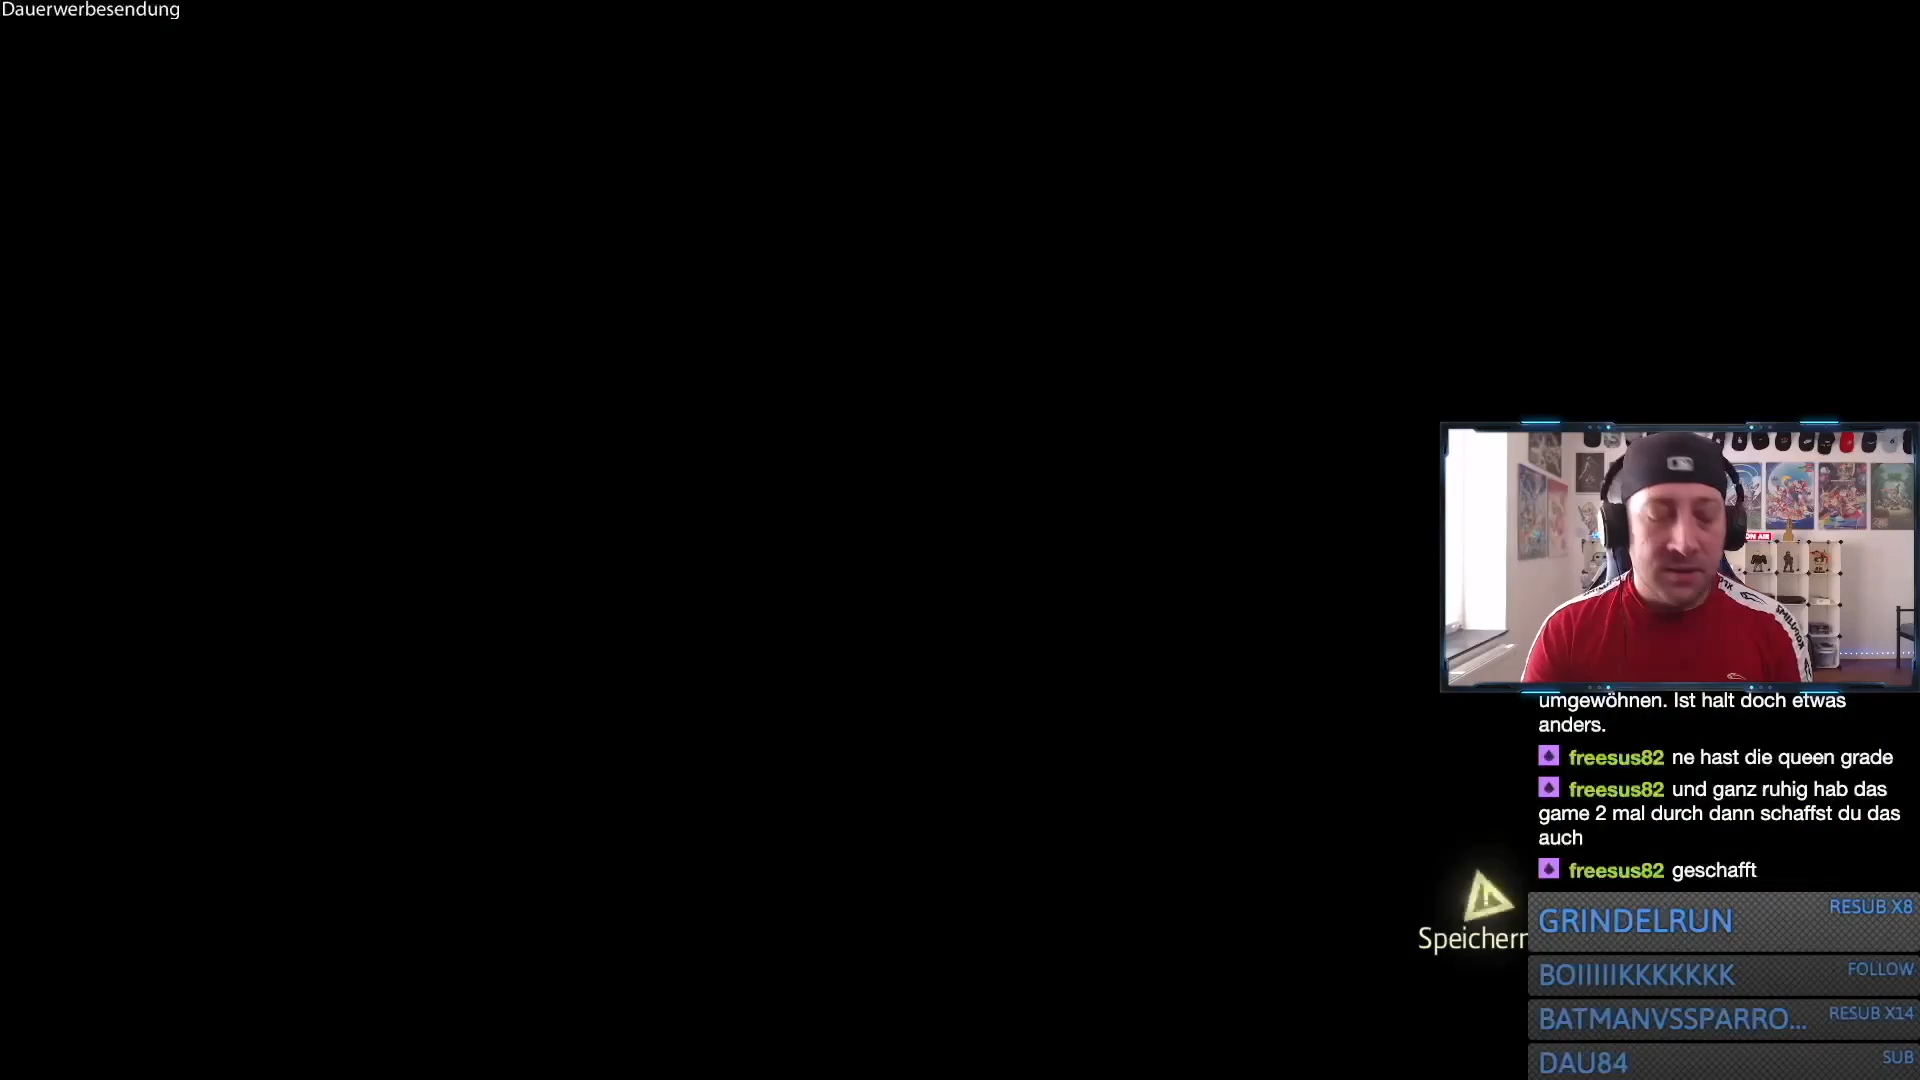 Dauerwerbesendung
ON AIR
umgewöhnen. Ist halt doch etwas
anders.
freesus82 ne hast die queen grade
freesus82 und ganz ruhig hab das
game 2 mal durch dann schaffst du das
auch
freesus82 geschafft
Speichern
GRINDELRUN RESUB X8
BOIIIIIKKKKKKK FOLLOW
BATMANVSSPARRO... RESUB X14
DAU84 SUB